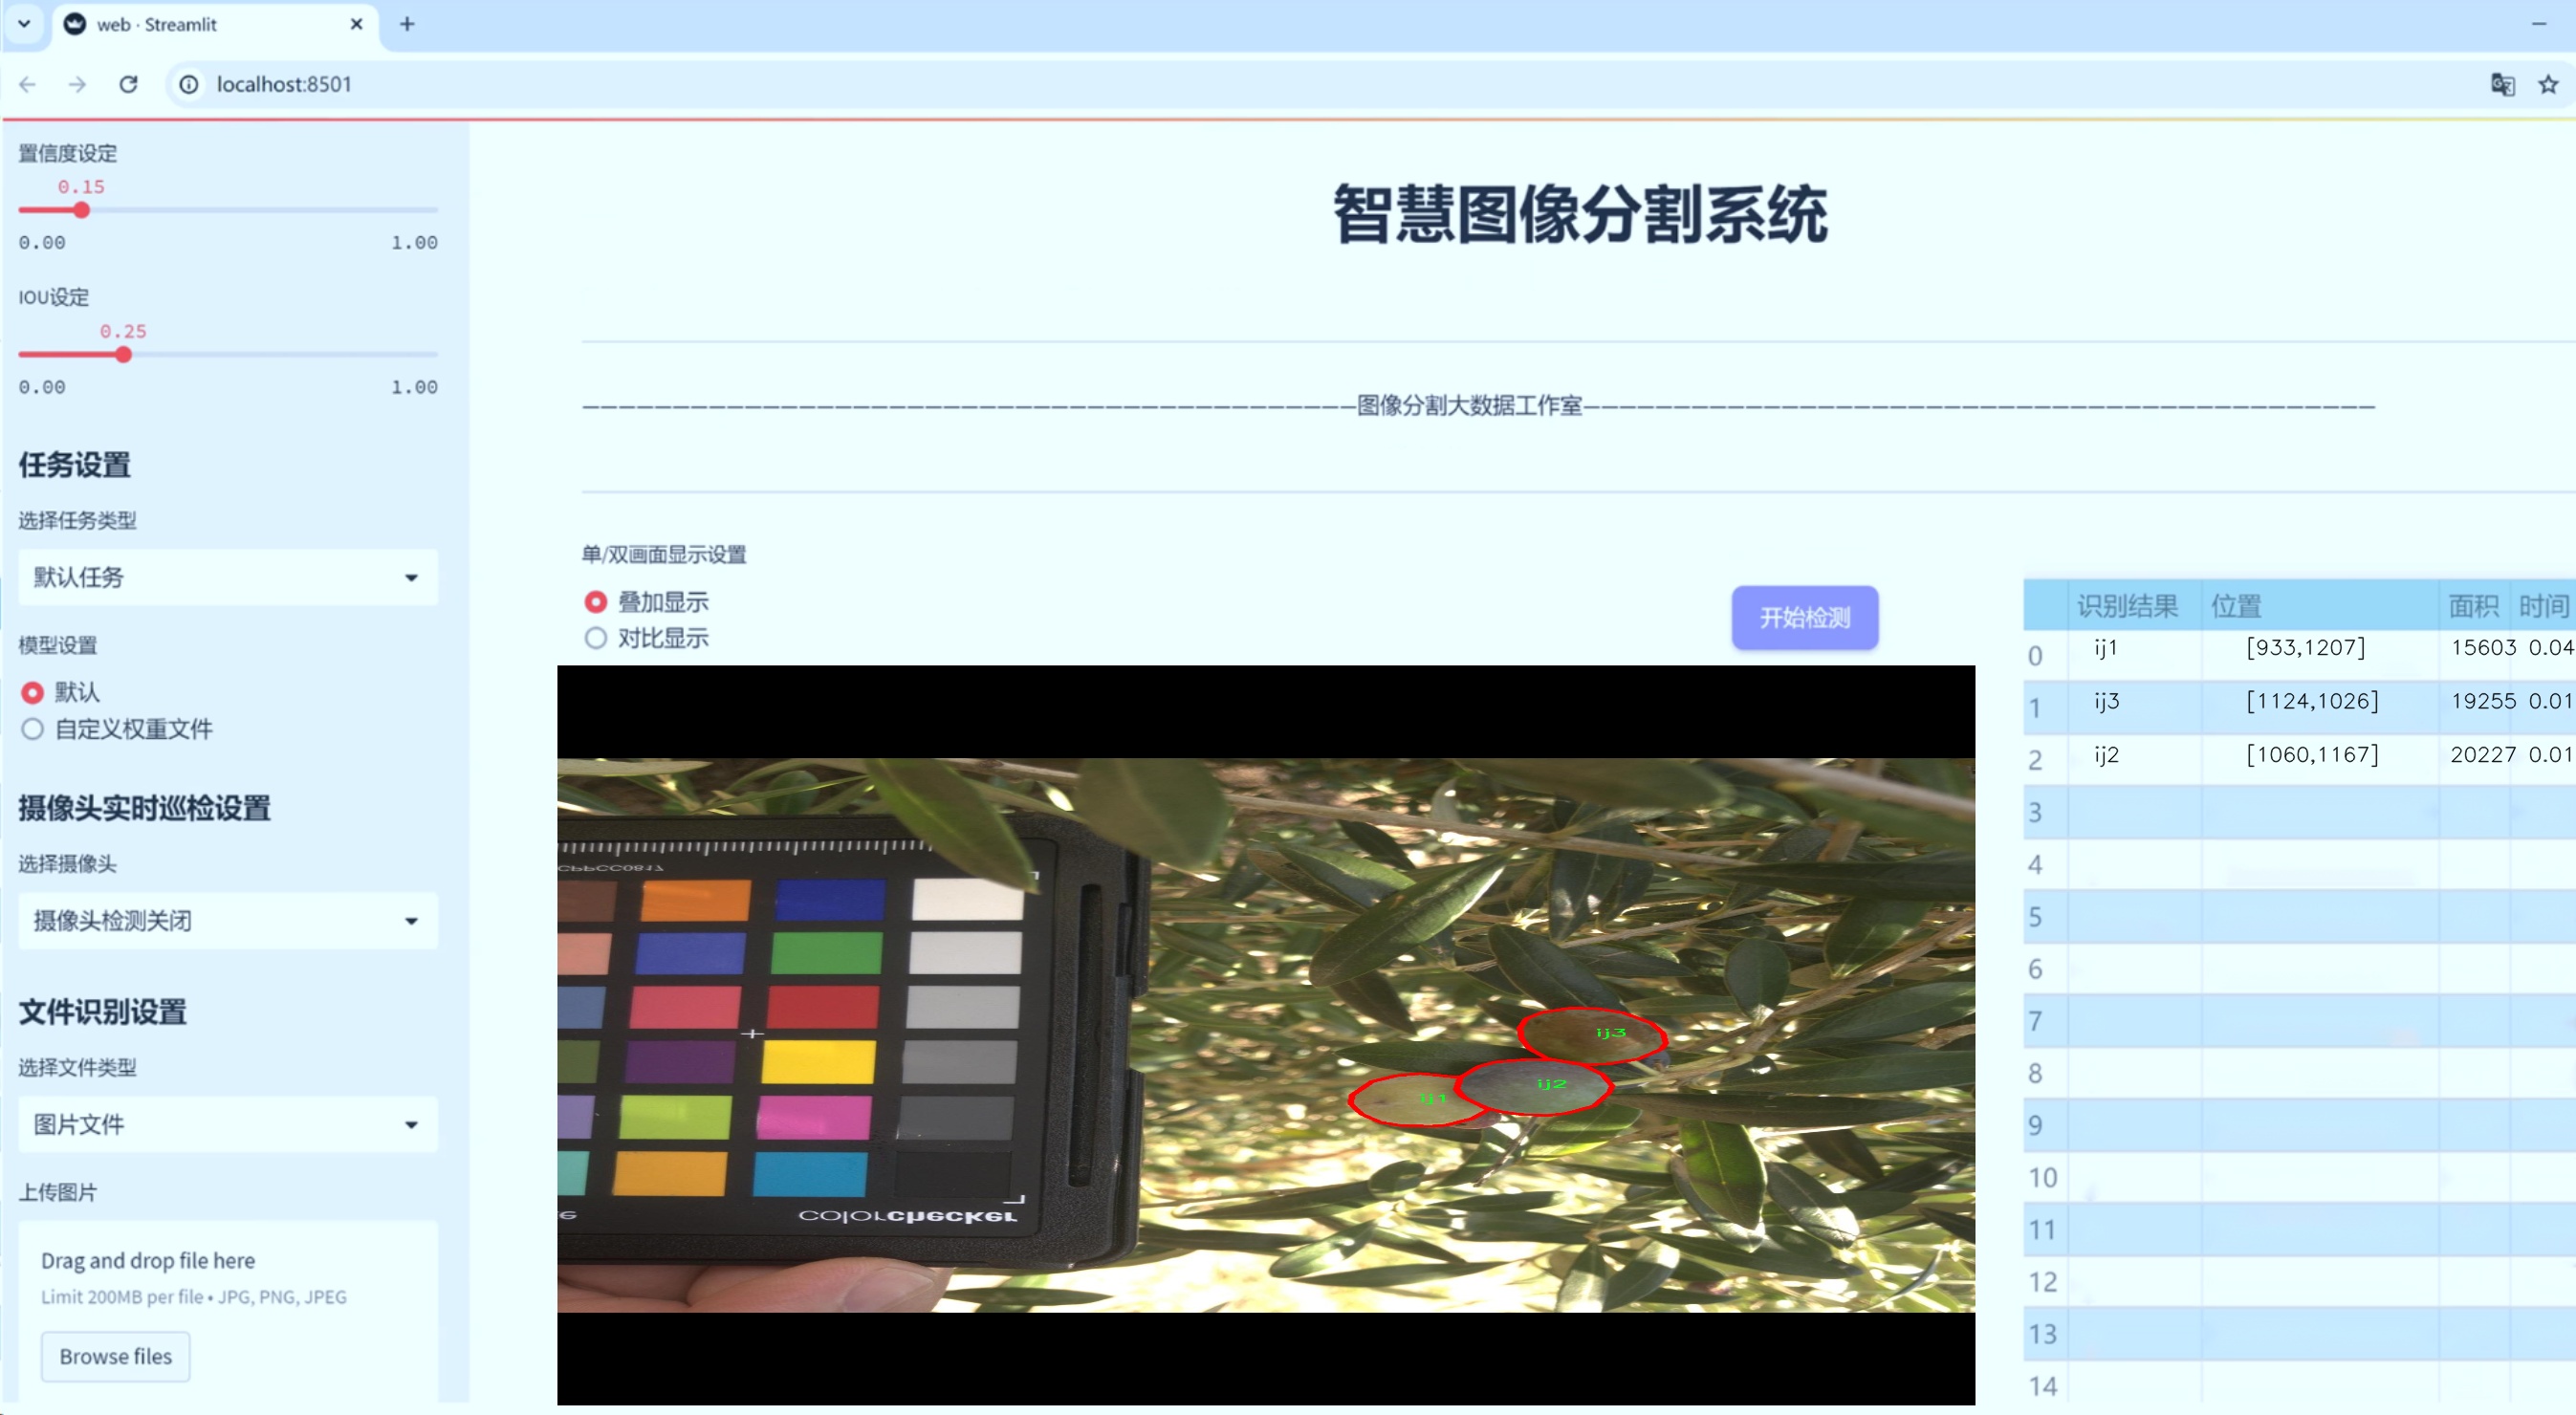 web · Streamlit
localhost:8501
置信度设定
0.15
0.00 1.00
IOU设定
0.25
0.00 1.00
任务设置
选择任务类型
默认任务
模型设置
默认
自定义权重文件
摄像头实时巡检设置
选择摄像头
摄像头检测关闭
文件识别设置
选择文件类型
图片文件
上传图片
Drag and drop file here
Limit 200MB per file • JPG, PNG, JPEG
Browse files
智慧图像分割系统
图像分割大数据工作室
单/双画面显示设置
叠加显示
对比显示
开始检测
colorchecker
ij3
ij2
ij1
识别结果 位置 面积 时间
0 ij1 [933,1207] 15603 0.04
1 ij3 [1124,1026] 19255 0.01
2 ij2 [1060,1167] 20227 0.01
3
4
5
6
7
8
9
10
11
12
13
14